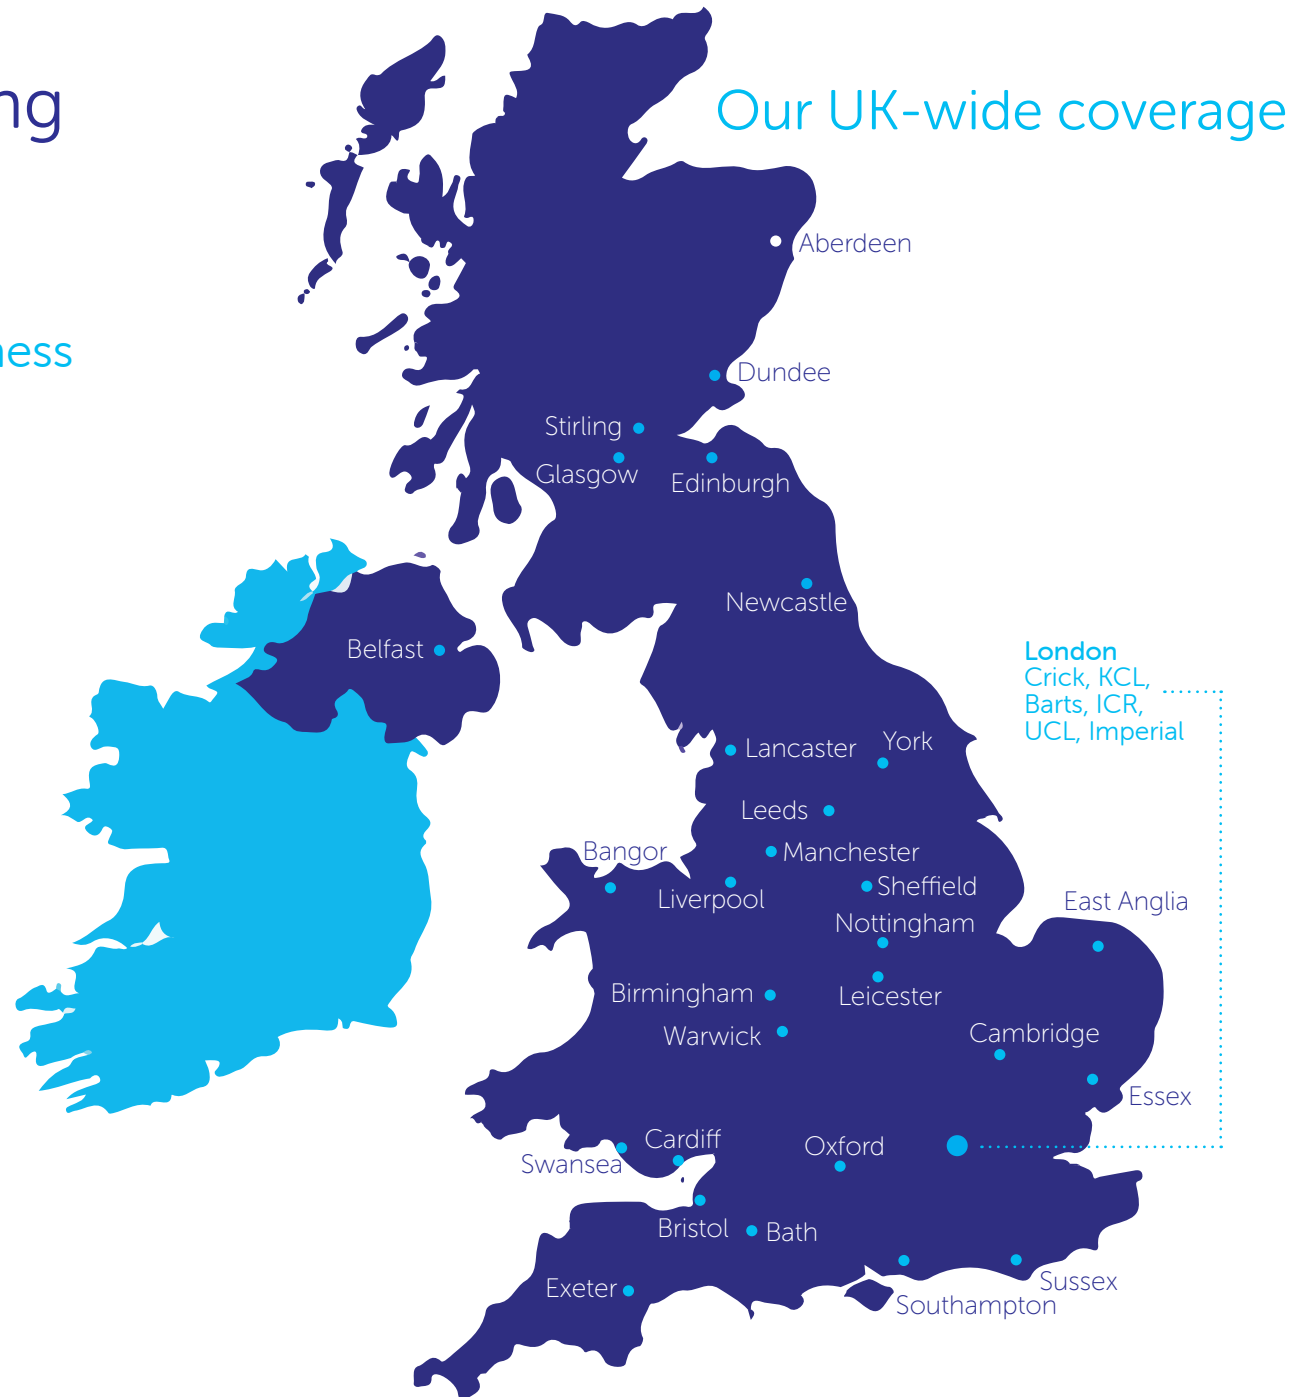 ng
Our UK-wide coverage
Aberdeen
ness
Dundee
Stirling
Glasgow
Edinburgh
Newcastle
Belfast
London
Crick, KCL,
Barts, ICR,
UCL, Imperial
Lancaster
York
Leeds
Bangor
Manchester
Liverpool
Sheffield
East Anglia
Nottingham
Birmingham
Leicester
Warwick
Cambridge
Essex
Cardiff
Oxford
Swansea
Bristol
Bath
Exeter
Sussex
Southampton